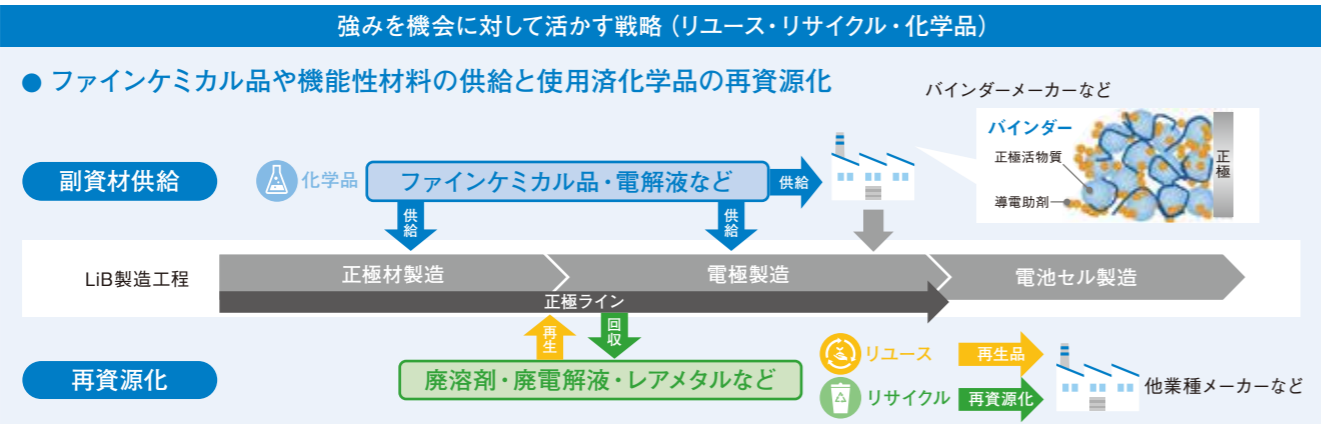 強みを機会に対して活かす戦略（リユース・リサイクル・化学品）
● ファインケミカル品や機能性材料の供給と使用済化学品の再資源化
バインダーメーカーなど
バインダー
正極活物質
導電助剤
正極
副資材供給
化学品
ファインケミカル品・電解液など
供給
供給
供給
LiB製造工程
正極材製造
電極製造
電池セル製造
正極ライン
再生
回収
再資源化
廃溶剤・廃電解液・レアメタルなど
リユース
再生品
リサイクル
再資源化
他業種メーカーなど